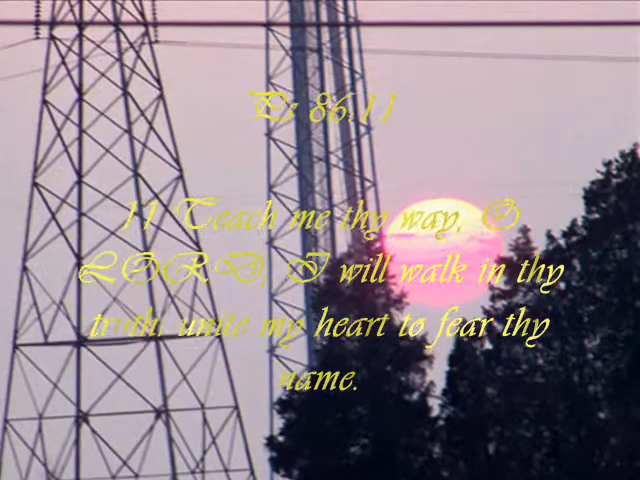 Ps 86:11
11 Teach me thy way, O
LORD; I will walk in thy
truth: unite my heart to fear thy
name.